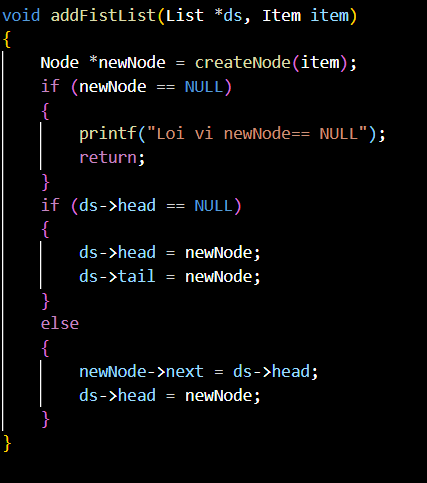 void addFistList(List *ds, Item item)
{
    Node *newNode = createNode(item);
    if (newNode == NULL)
    {
        printf("Loi vi newNode== NULL");
        return;
    }
    if (ds->head == NULL)
    {
        ds->head = newNode;
        ds->tail = newNode;
    }
    else
    {
        newNode->next = ds->head;
        ds->head = newNode;
    }
}